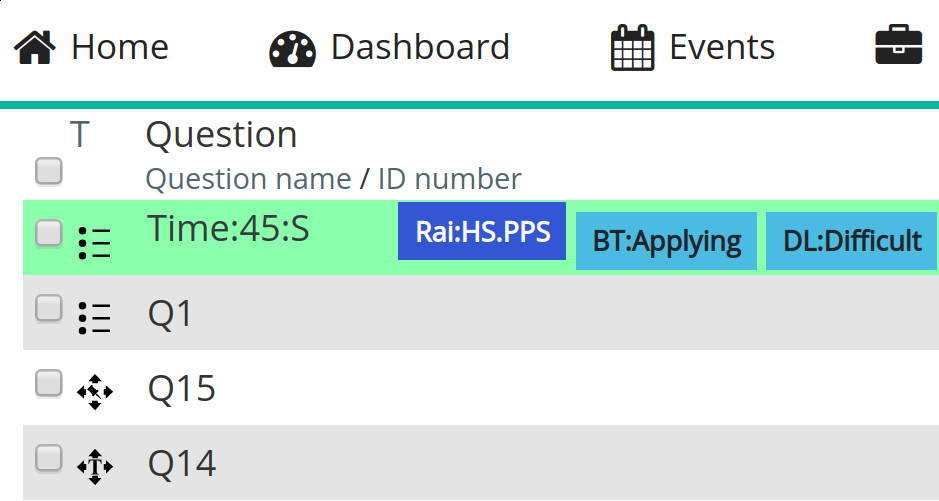 Home Dashboard Events
T Question
Question name / ID number
Time:45:S Rai:HS.PPS BT:Applying DL:Difficult
Q1
Q15
Q14